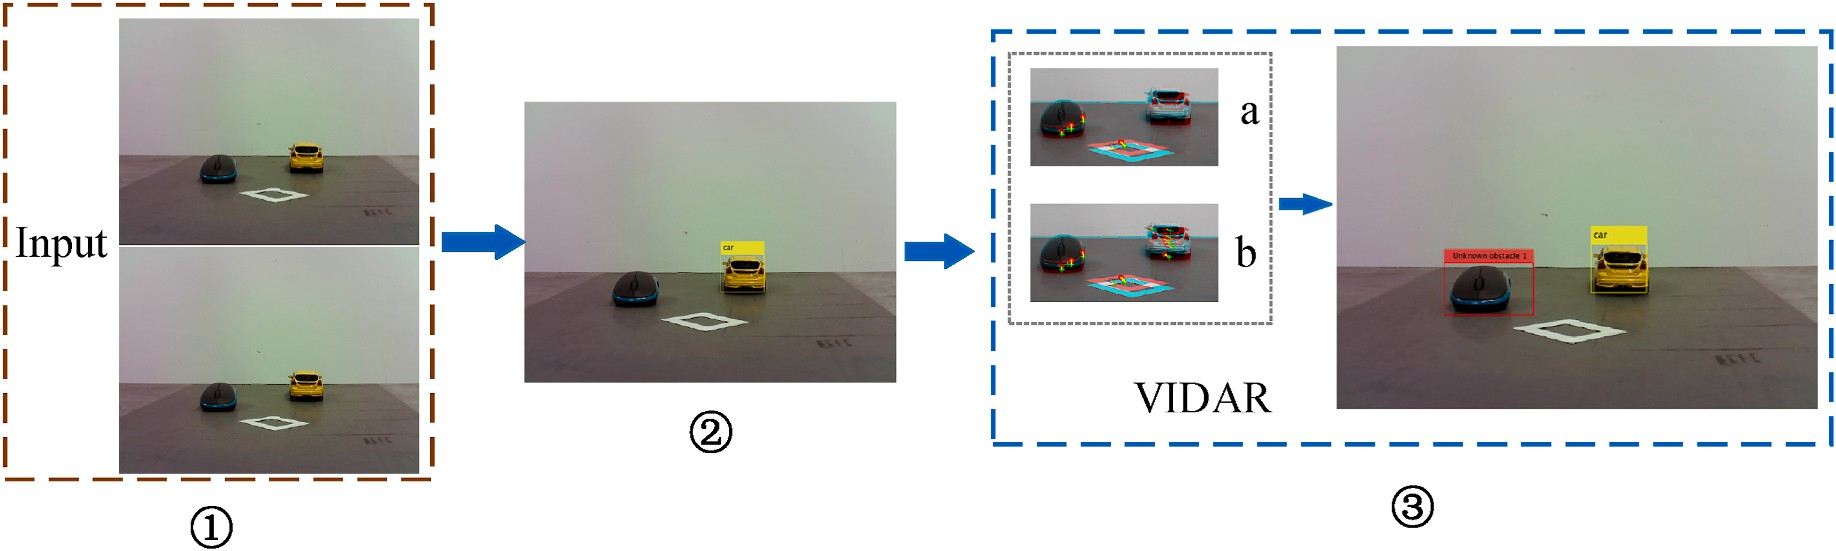 Input
①
car
②
a
b
VIDAR
Unknown obstacle 1
car
③